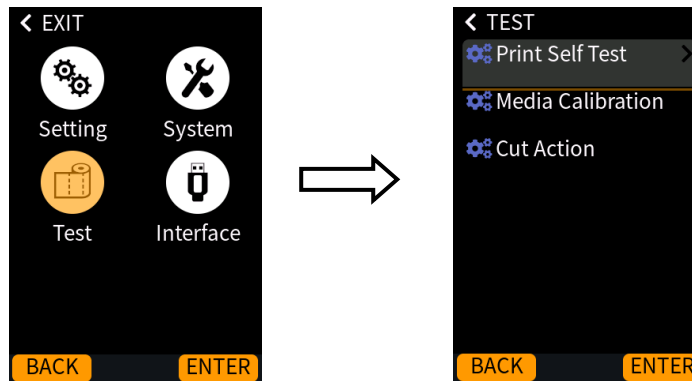 EXIT
Setting System
Test Interface
BACK ENTER
TEST
Print Self Test
Media Calibration
Cut Action
BACK ENTER